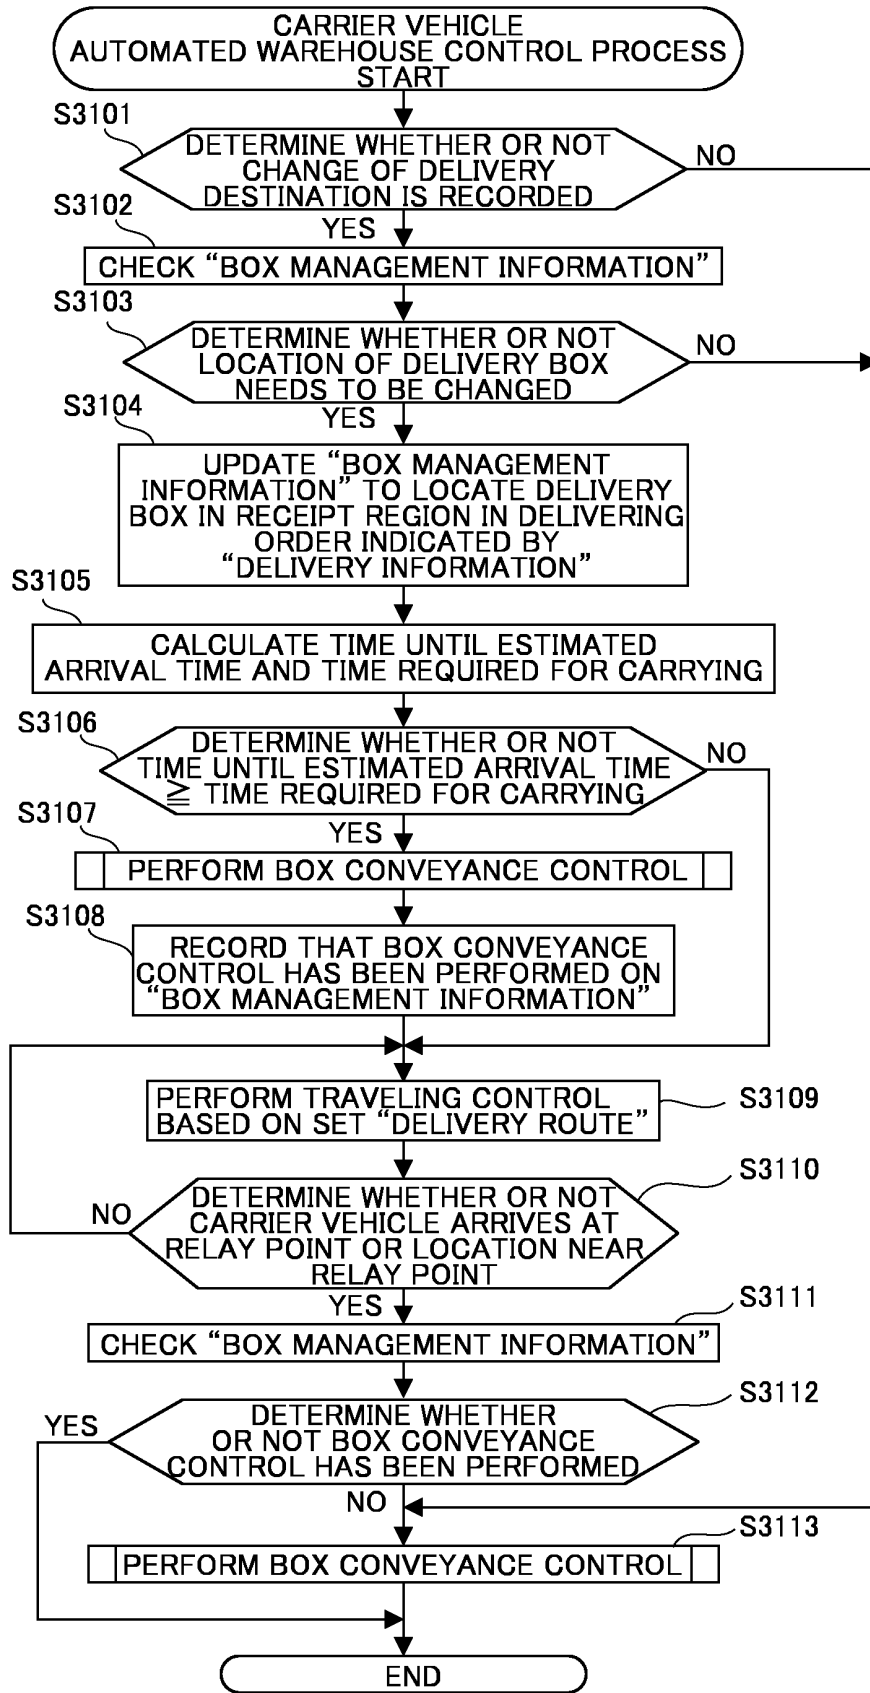 CARRIER VEHICLE
AUTOMATED WAREHOUSE CONTROL PROCESS
START
S3101
DETERMINE WHETHER OR NOT
CHANGE OF DELIVERY
DESTINATION IS RECORDED
NO
YES
S3102
CHECK “BOX MANAGEMENT INFORMATION”
S3103
DETERMINE WHETHER OR NOT
LOCATION OF DELIVERY BOX
NEEDS TO BE CHANGED
NO
YES
S3104
UPDATE “BOX MANAGEMENT
INFORMATION” TO LOCATE DELIVERY
BOX IN RECEIPT REGION IN DELIVERING
ORDER INDICATED BY
“DELIVERY INFORMATION”
S3105
CALCULATE TIME UNTIL ESTIMATED
ARRIVAL TIME AND TIME REQUIRED FOR CARRYING
S3106
DETERMINE WHETHER OR NOT
TIME UNTIL ESTIMATED ARRIVAL TIME
≧ TIME REQUIRED FOR CARRYING
NO
YES
S3107
PERFORM BOX CONVEYANCE CONTROL
S3108
RECORD THAT BOX CONVEYANCE
CONTROL HAS BEEN PERFORMED ON
“BOX MANAGEMENT INFORMATION”
PERFORM TRAVELING CONTROL
BASED ON SET “DELIVERY ROUTE”
S3109
S3110
DETERMINE WHETHER OR NOT
CARRIER VEHICLE ARRIVES AT
RELAY POINT OR LOCATION NEAR
RELAY POINT
NO
YES
S3111
CHECK “BOX MANAGEMENT INFORMATION”
S3112
DETERMINE WHETHER
OR NOT BOX CONVEYANCE
CONTROL HAS BEEN PERFORMED
YES
NO
S3113
PERFORM BOX CONVEYANCE CONTROL
END